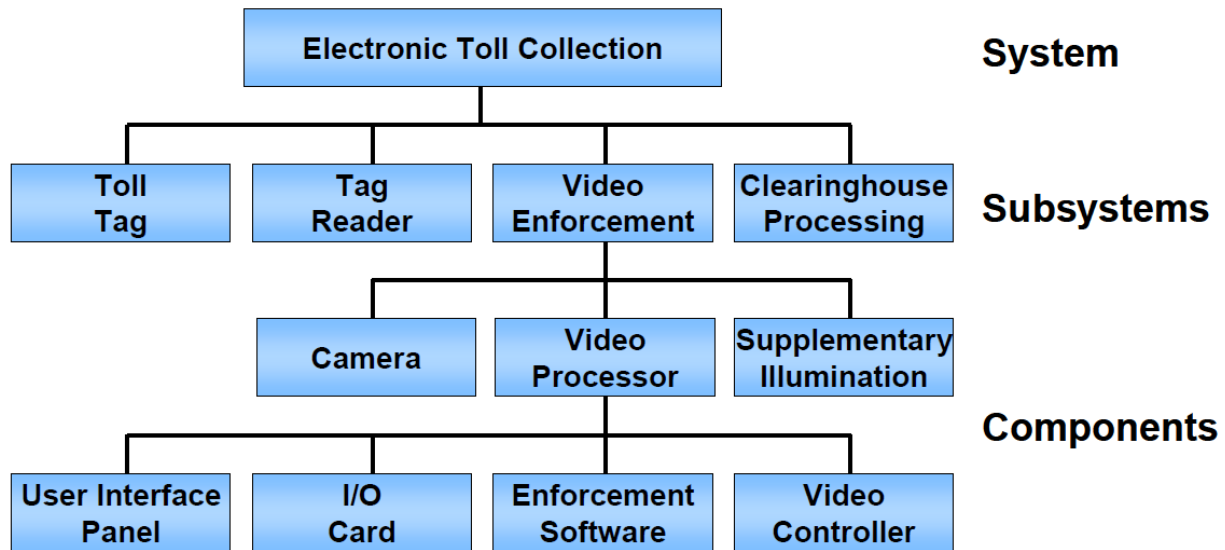 Electronic Toll Collection
System
Toll
Tag
Tag
Reader
Video
Enforcement
Clearinghouse
Processing
Subsystems
Camera
Video
Processor
Supplementary
Illumination
Components
User Interface
Panel
I/O
Card
Enforcement
Software
Video
Controller